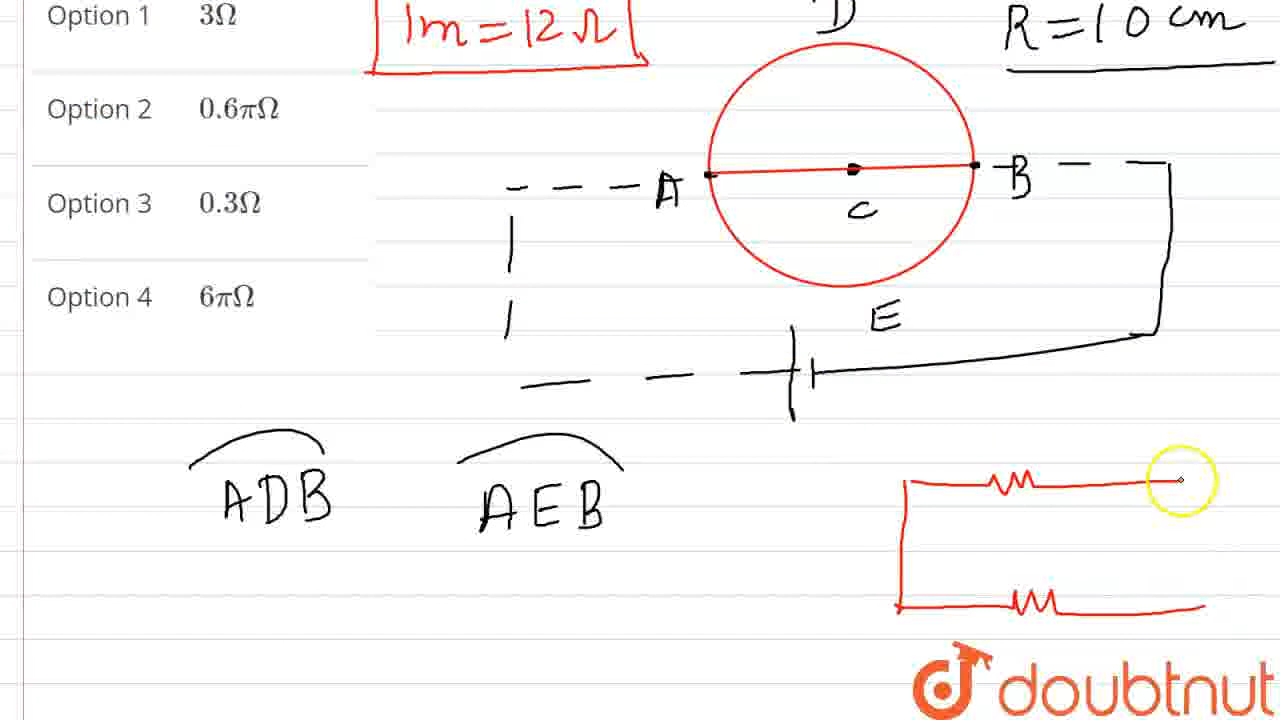 Option 1 3Ω
1m = 12 Ω
D
R = 10 cm
Option 2 0.6πΩ
A
B
C
Option 3 0.3Ω
Option 4 6πΩ
E
ADB
AEB
doubtnut